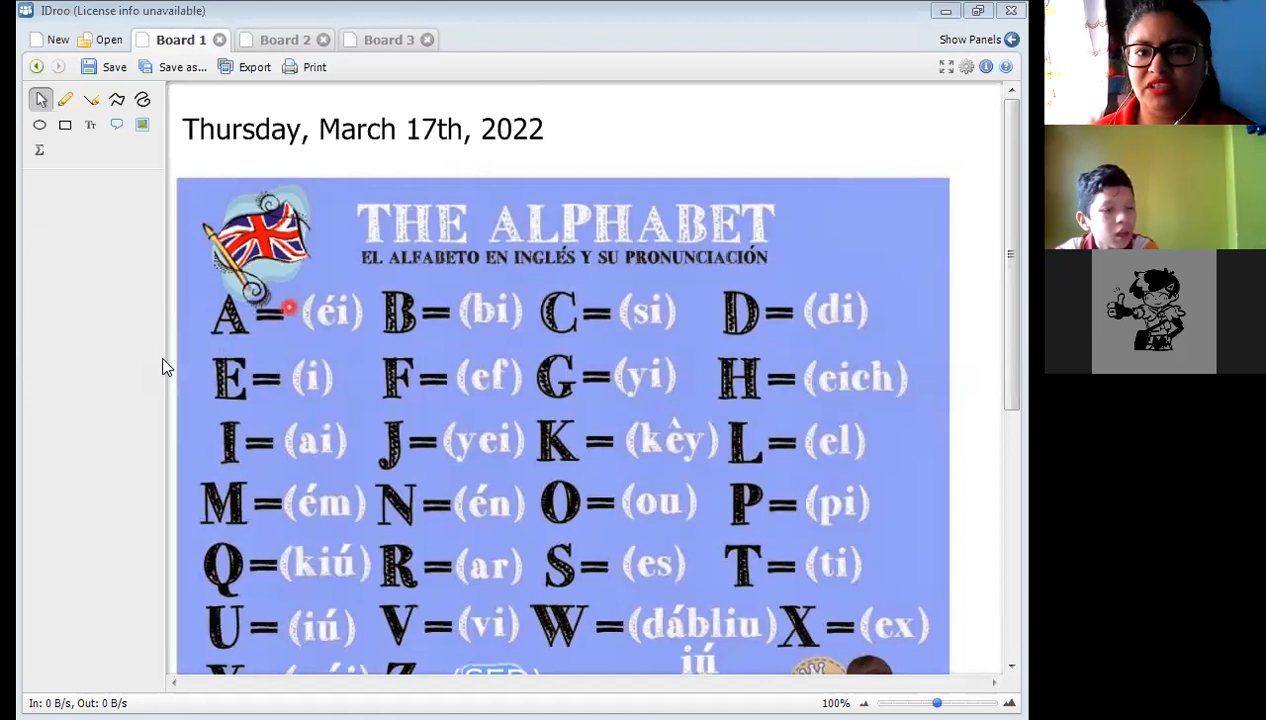 IDroo (License info unavailable)
New Open Board 1 Board 2 Board 3 Show Panels
Save Save as... Export Print
Thursday, March 17th, 2022
THE ALPHABET
EL ALFABETO EN INGLÉS Y SU PRONUNCIACIÓN
A= (éi) B= (bi) C= (si) D= (di)
E= (i) F= (ef) G=(yi) H= (eich)
I= (ai) J=(yei) K= (kêy) L= (el)
M=(ém) N= (én) O= (ou) P= (pi)
Q=(kiú) R=(ar) S= (es) T= (ti)
U= (iú) V= (vi) W= (dábliu) X=(ex)
iú
In: 0 B/s, Out: 0 B/s 100%